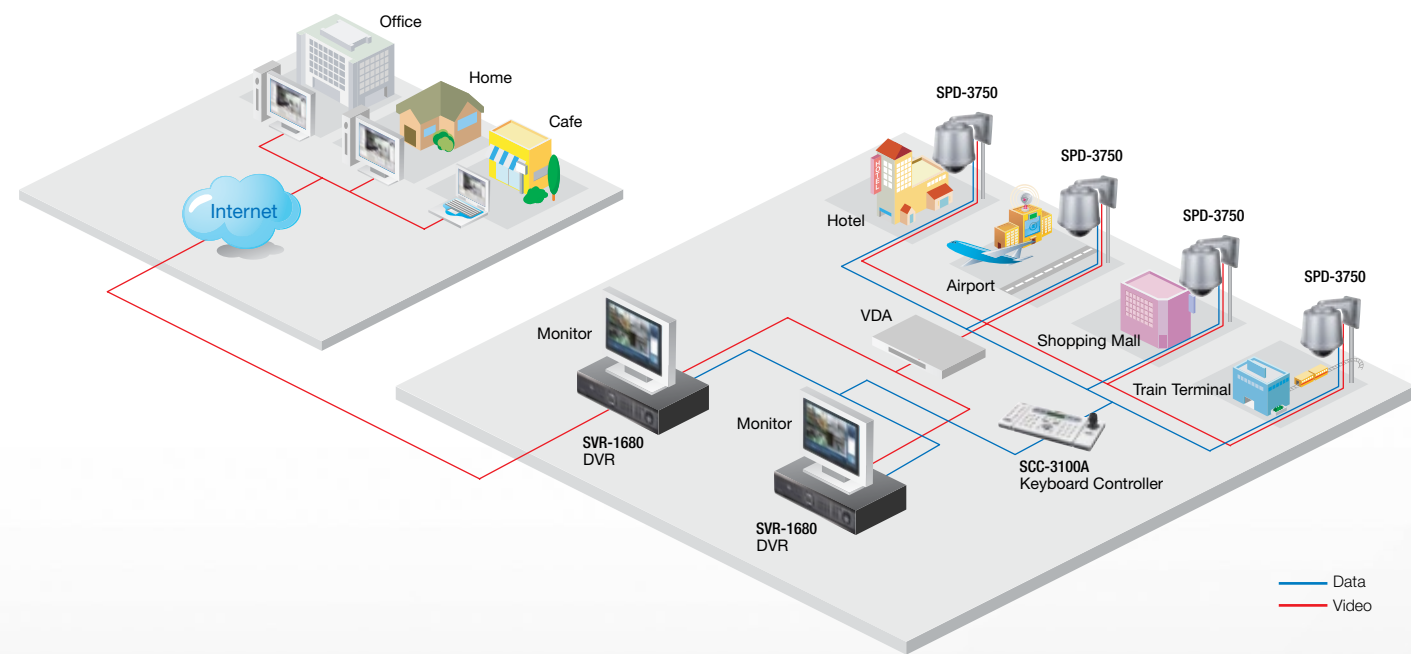 Office
Home
Cafe
Internet
SPD-3750
SPD-3750
SPD-3750
SPD-3750
HOTEL
Hotel
Airport
VDA
Shopping Mall
Train Terminal
Monitor
SVR-1680
DVR
Monitor
SVR-1680
DVR
SCC-3100A
Keyboard Controller
Data
Video